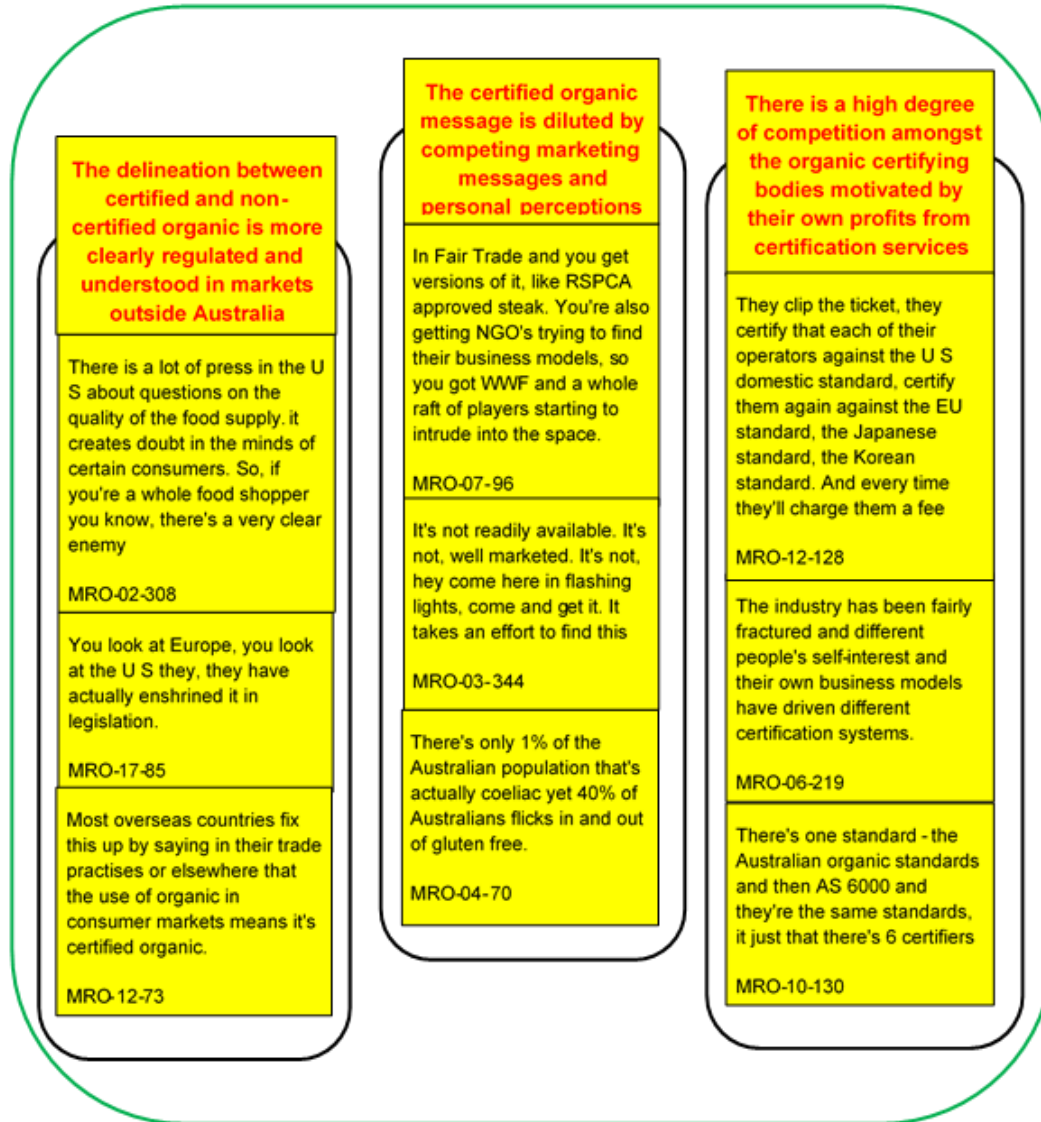 The delineation between
certified and non-
certified organic is more
clearly regulated and
understood in markets
outside Australia
There is a lot of press in the U
S about questions on the
quality of the food supply. it
creates doubt in the minds of
certain consumers. So, if
you're a whole food shopper
you know, there's a very clear
enemy
MRO-02-308
You look at Europe, you look
at the U S they, they have
actually enshrined it in
legislation.
MRO-17-85
Most overseas countries fix
this up by saying in their trade
practises or elsewhere that
the use of organic in
consumer markets means it's
certified organic.
MRO-12-73
The certified organic
message is diluted by
competing marketing
messages and
personal perceptions
In Fair Trade and you get
versions of it, like RSPCA
approved steak. You're also
getting NGO's trying to find
their business models, so
you got WWF and a whole
raft of players starting to
intrude into the space.
MRO-07-96
It's not readily available. It's
not, well marketed. It's not,
hey come here in flashing
lights, come and get it. It
takes an effort to find this
MRO-03-344
There's only 1% of the
Australian population that's
actually coeliac yet 40% of
Australians flicks in and out
of gluten free.
MRO-04-70
There is a high degree
of competition amongst
the organic certifying
bodies motivated by
their own profits from
certification services
They clip the ticket, they
certify that each of their
operators against the U S
domestic standard, certify
them again against the EU
standard, the Japanese
standard, the Korean
standard. And every time
they'll charge them a fee
MRO-12-128
The industry has been fairly
fractured and different
people's self-interest and
their own business models
have driven different
certification systems.
MRO-06-219
There's one standard - the
Australian organic standards
and then AS 6000 and
they're the same standards,
it just that there's 6 certifiers
MRO-10-130